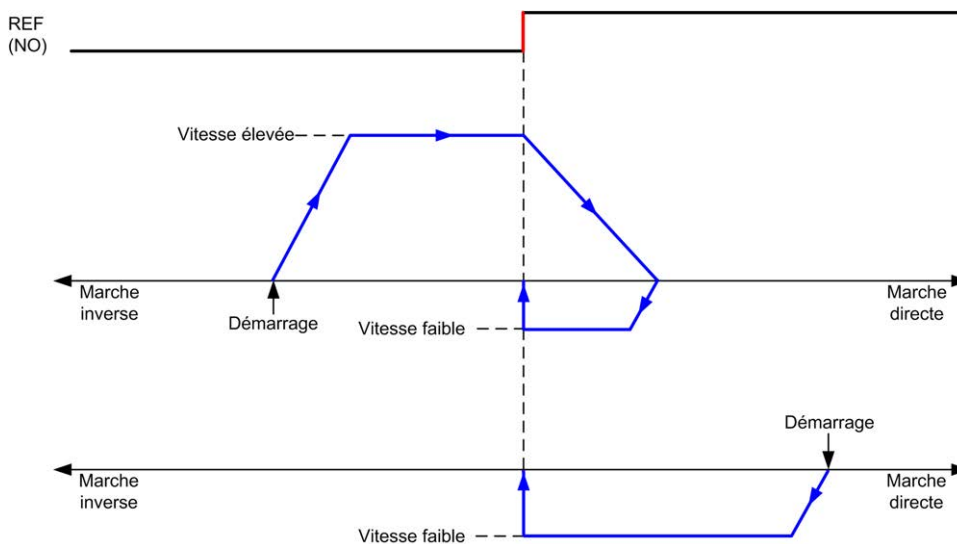 REF
(NO)
Vitesse élevée
Marche
inverse
Démarrage
Vitesse faible
Marche
directe
Démarrage
Marche
inverse
Marche
directe
Vitesse faible